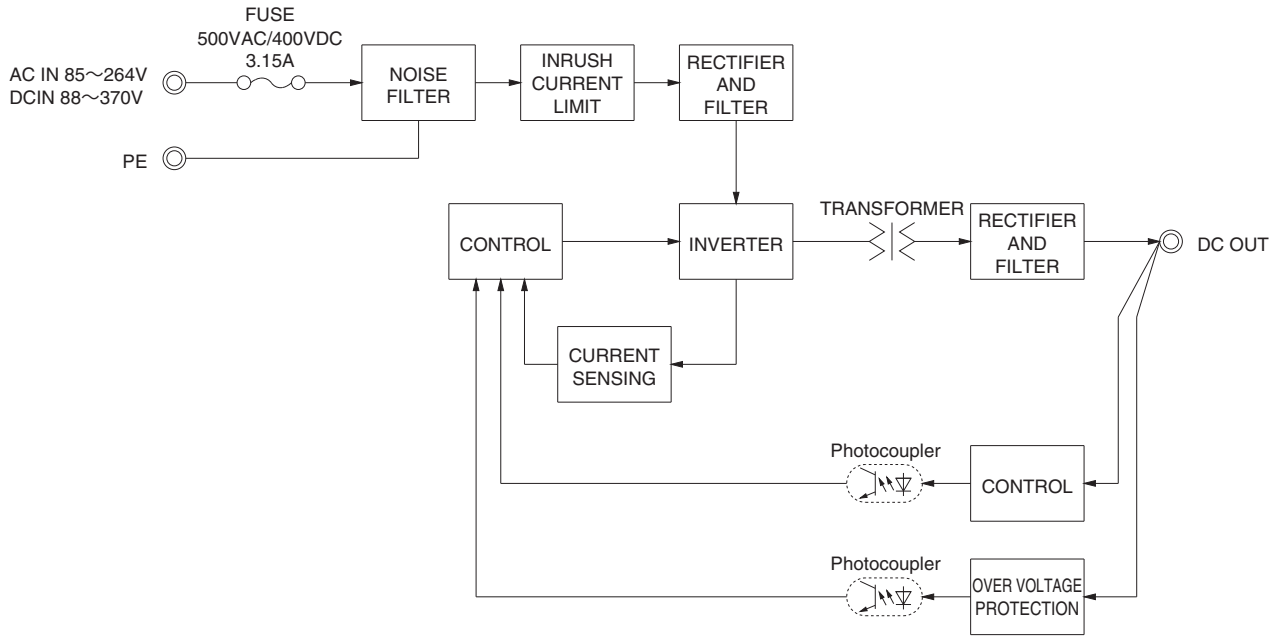 FUSE
500VAC/400VDC
3.15A
AC IN 85～264V
DCIN 88～370V
NOISE
FILTER
INRUSH
CURRENT
LIMIT
RECTIFIER
AND
FILTER
PE
CONTROL
INVERTER
TRANSFORMER
RECTIFIER
AND
FILTER
DC OUT
CURRENT
SENSING
Photocoupler
CONTROL
Photocoupler
OVER VOLTAGE
PROTECTION